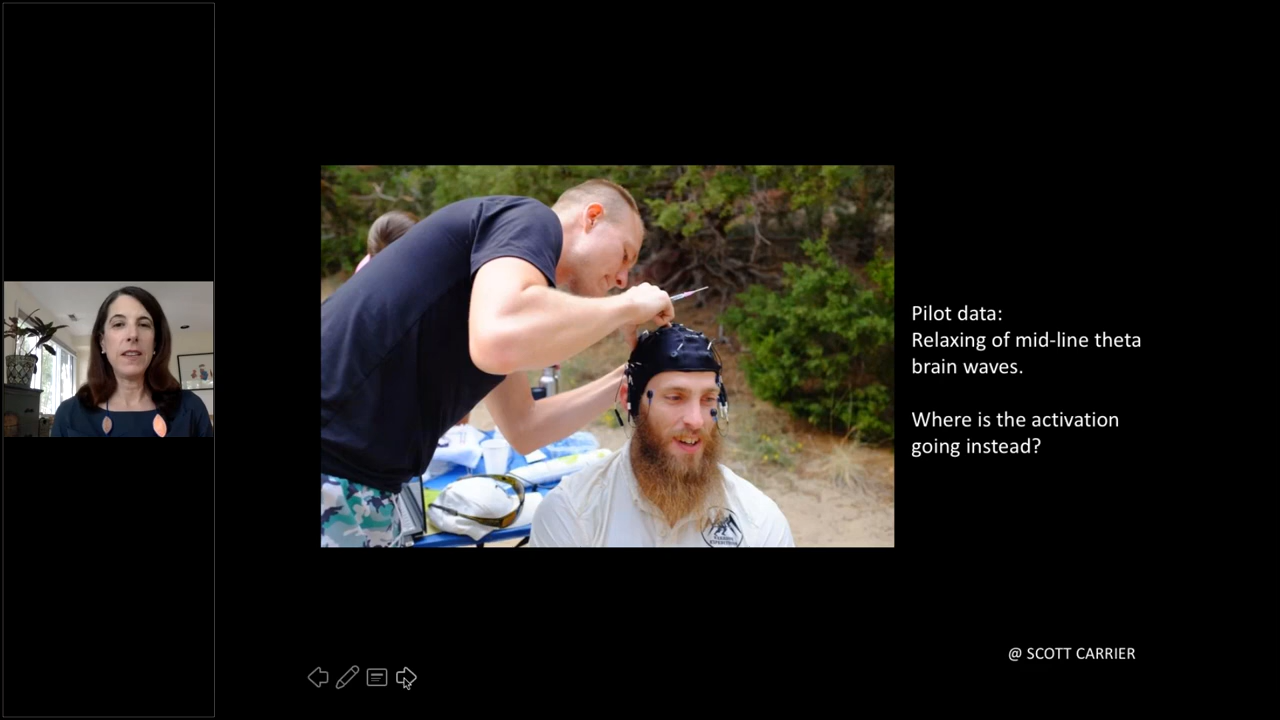 Pilot data:
Relaxing of mid-line theta
brain waves.
Where is the activation
going instead?
@ SCOTT CARRIER